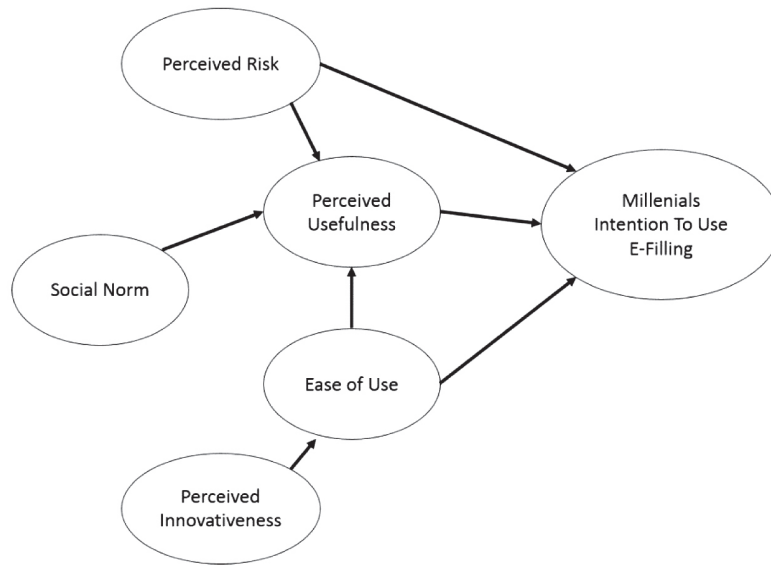 Perceived Risk
Perceived
Usefulness
Millenials
Intention To Use
E-Filling
Social Norm
Ease of Use
Perceived
Innovativeness